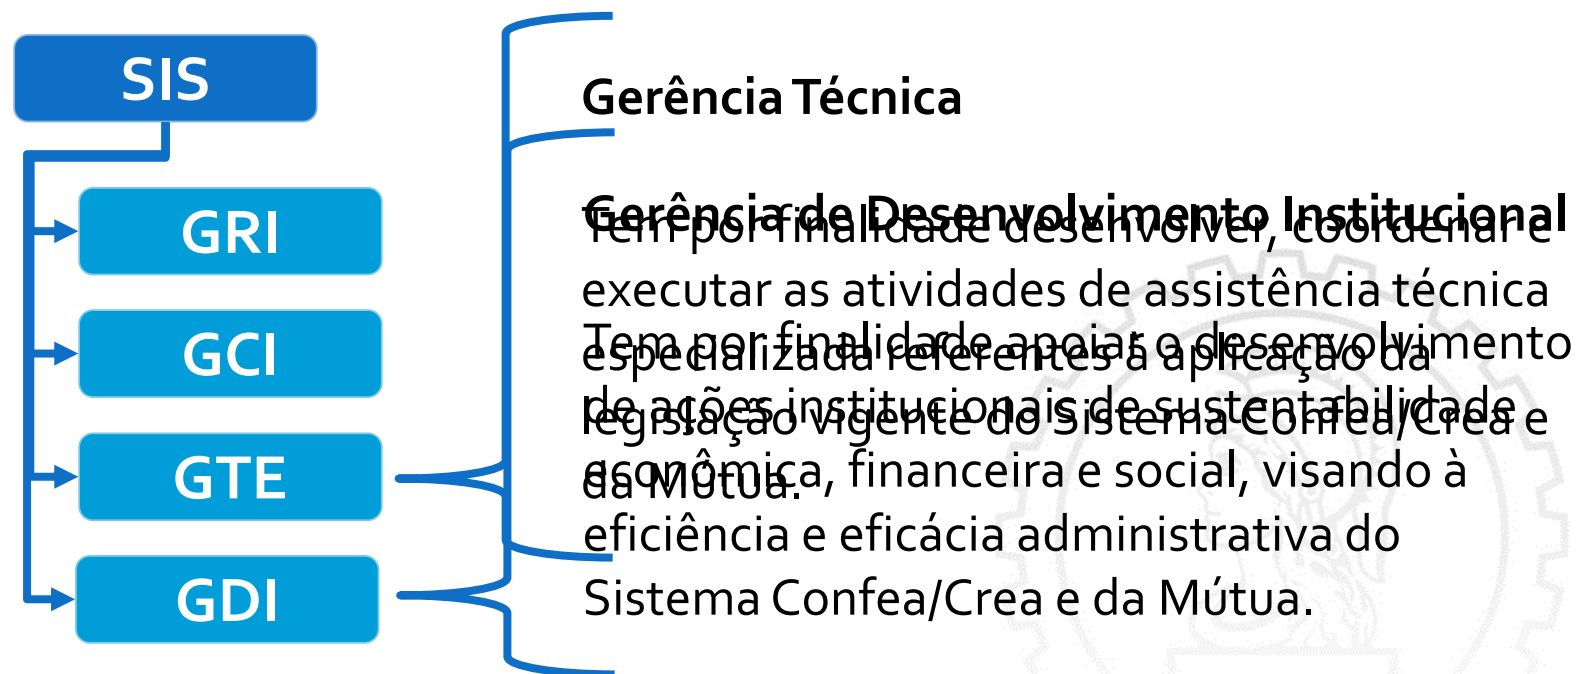 SIS
GRI
GCI
GTE
GDI
Gerência Técnica
Tem por finalidade desenvolver, coordenar e
executar as atividades de assistência técnica
especializada referentes à aplicação da
legislação vigente do Sistema Confea/Crea e
da Mútua.
Gerência de Desenvolvimento Institucional
Tem por finalidade apoiar o desenvolvimento
de ações institucionais de sustentabilidade
econômica, financeira e social, visando à
eficiência e eficácia administrativa do
Sistema Confea/Crea e da Mútua.